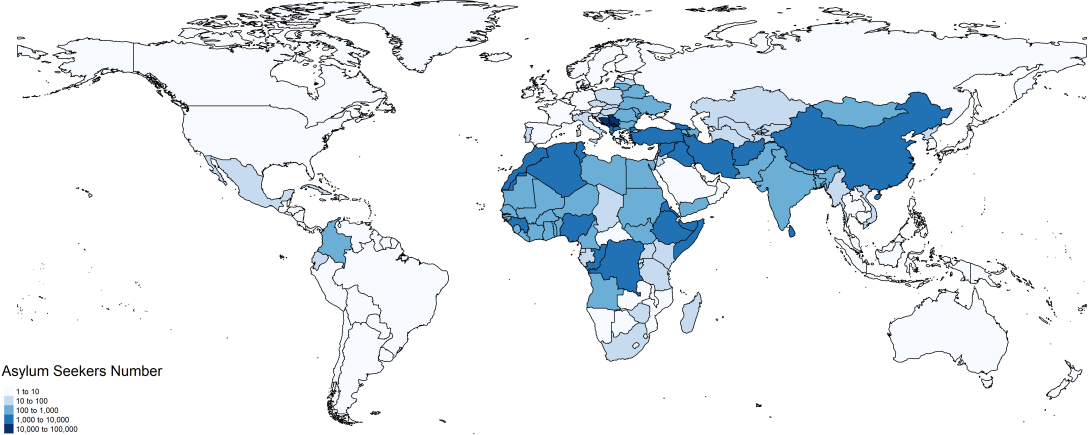 Asylum Seekers Number
1 to 10
10 to 100
100 to 1,000
1,000 to 10,000
10,000 to 100,000